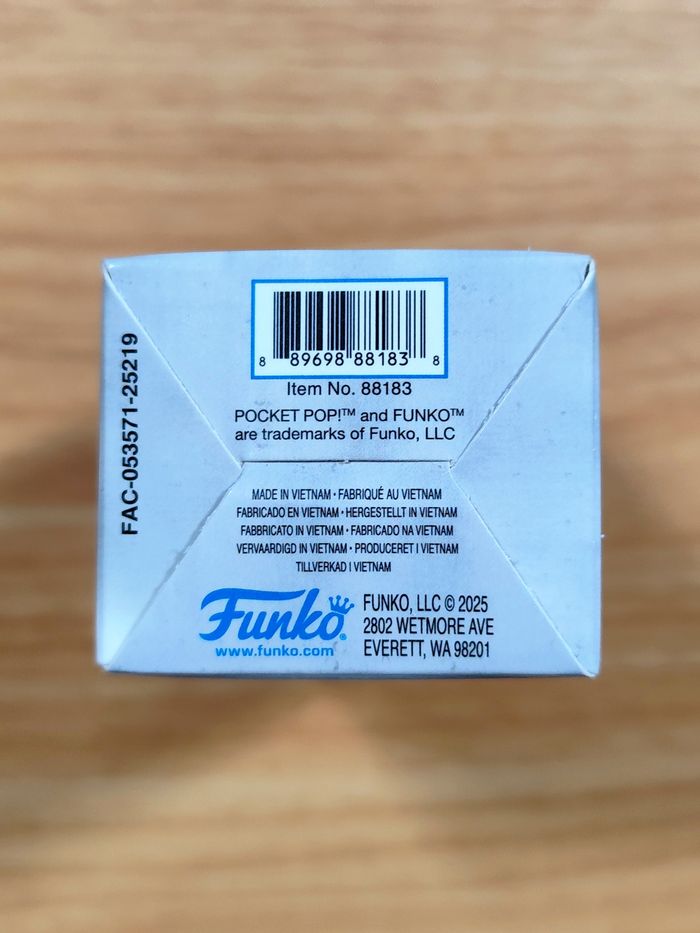 8 89698 88183 8
Item No. 88183
POCKET POP!™ and FUNKO™
are trademarks of Funko, LLC
FAC-053571-25219
MADE IN VIETNAM • FABRIQUÉ AU VIETNAM
FABRICADO EN VIETNAM • HERGESTELLT IN VIETNAM
FABBRICATO IN VIETNAM • FABRICADO NA VIETNAM
VERVAARDIGD IN VIETNAM • PRODUCERET I VIETNAM
TILLVERKAD I VIETNAM
Funko®
www.funko.com
FUNKO, LLC © 2025
2802 WETMORE AVE
EVERETT, WA 98201